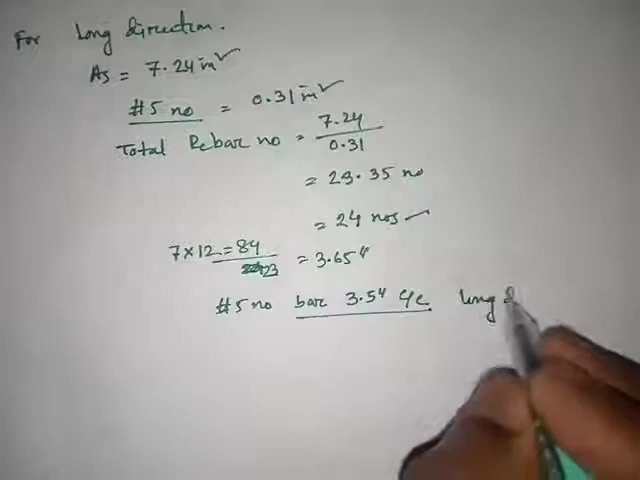 For Long direction.
As = 7.24 in²
#5 no = 0.31 in²
Total Rebar no = 7.24 / 0.31
= 23.35 no
= 24 nos
7 x 12 = 84 / 23 = 3.65"
#5 no bar 3.5" c/c long